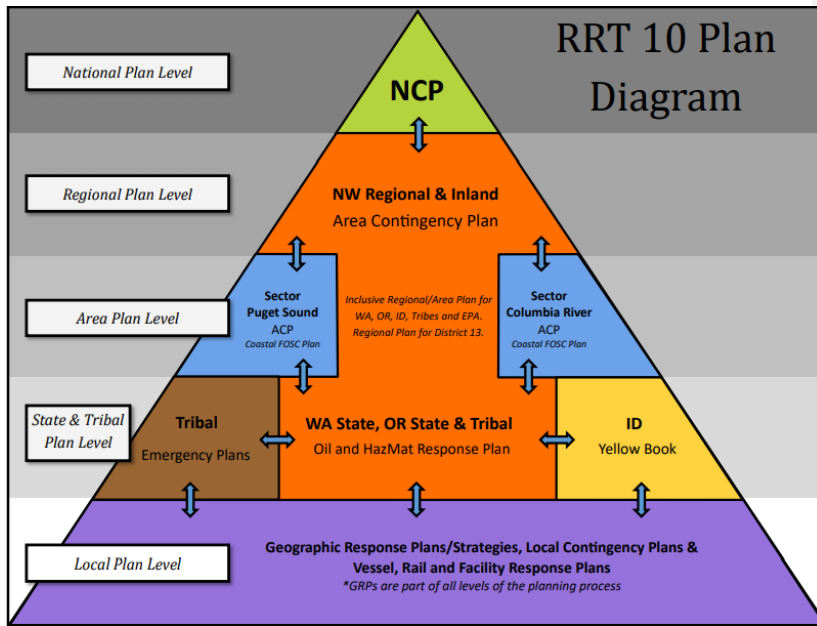 RRT 10 Plan
Diagram
National Plan Level
NCP
Regional Plan Level
NW Regional & Inland
Area Contingency Plan
Area Plan Level
Sector
Puget Sound
ACP
Coastal FOSC Plan
Inclusive Regional/Area Plan for
WA, OR, ID, Tribes and EPA.
Regional Plan for District 13.
Sector
Columbia River
ACP
Coastal FOSC Plan
State & Tribal
Plan Level
Tribal
Emergency Plans
WA State, OR State & Tribal
Oil and HazMat Response Plan
ID
Yellow Book
Local Plan Level
Geographic Response Plans/Strategies, Local Contingency Plans &
Vessel, Rail and Facility Response Plans
*GRPs are part of all levels of the planning process